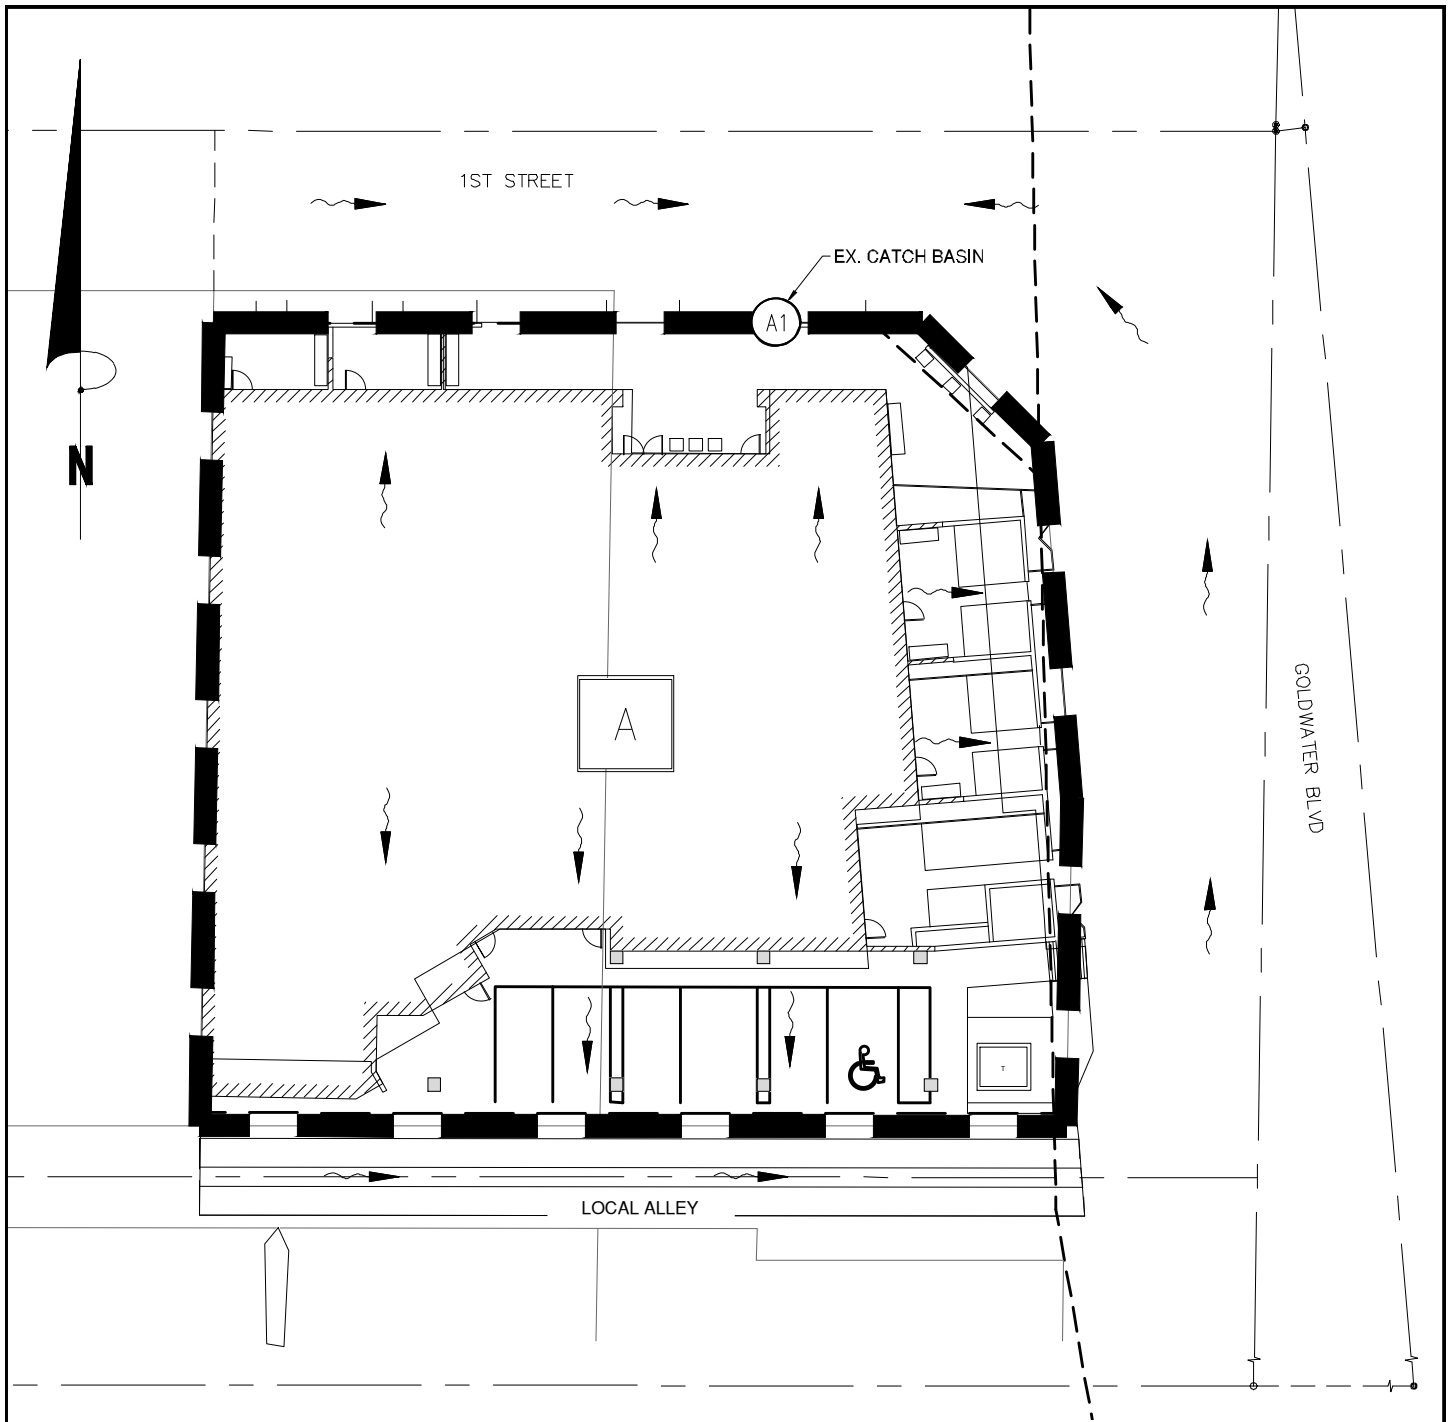 1ST STREET
EX. CATCH BASIN
A1
N
A
GOLDWATER BLVD
T
LOCAL ALLEY